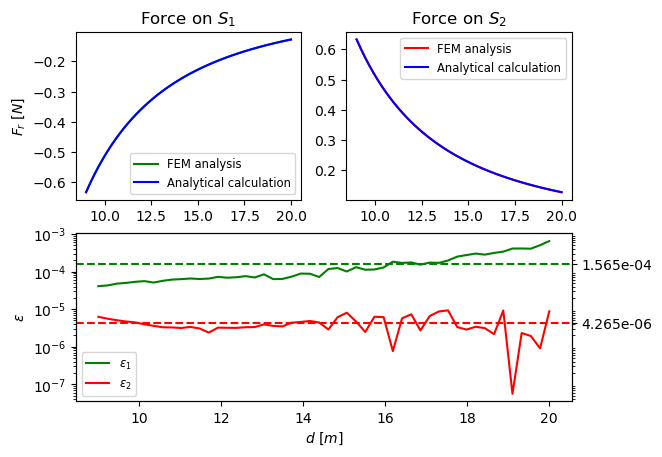 Force on S₁
Force on S₂
Fᵣ [N]
−0.2
−0.3
−0.4
−0.5
−0.6
FEM analysis
Analytical calculation
10.0 12.5 15.0 17.5 20.0
0.6
0.5
0.4
0.3
0.2
FEM analysis
Analytical calculation
10.0 12.5 15.0 17.5 20.0
ε
10⁻³
10⁻⁴
10⁻⁵
10⁻⁶
10⁻⁷
1.565e-04
4.265e-06
ε₁
ε₂
10 12 14 16 18 20
d [m]